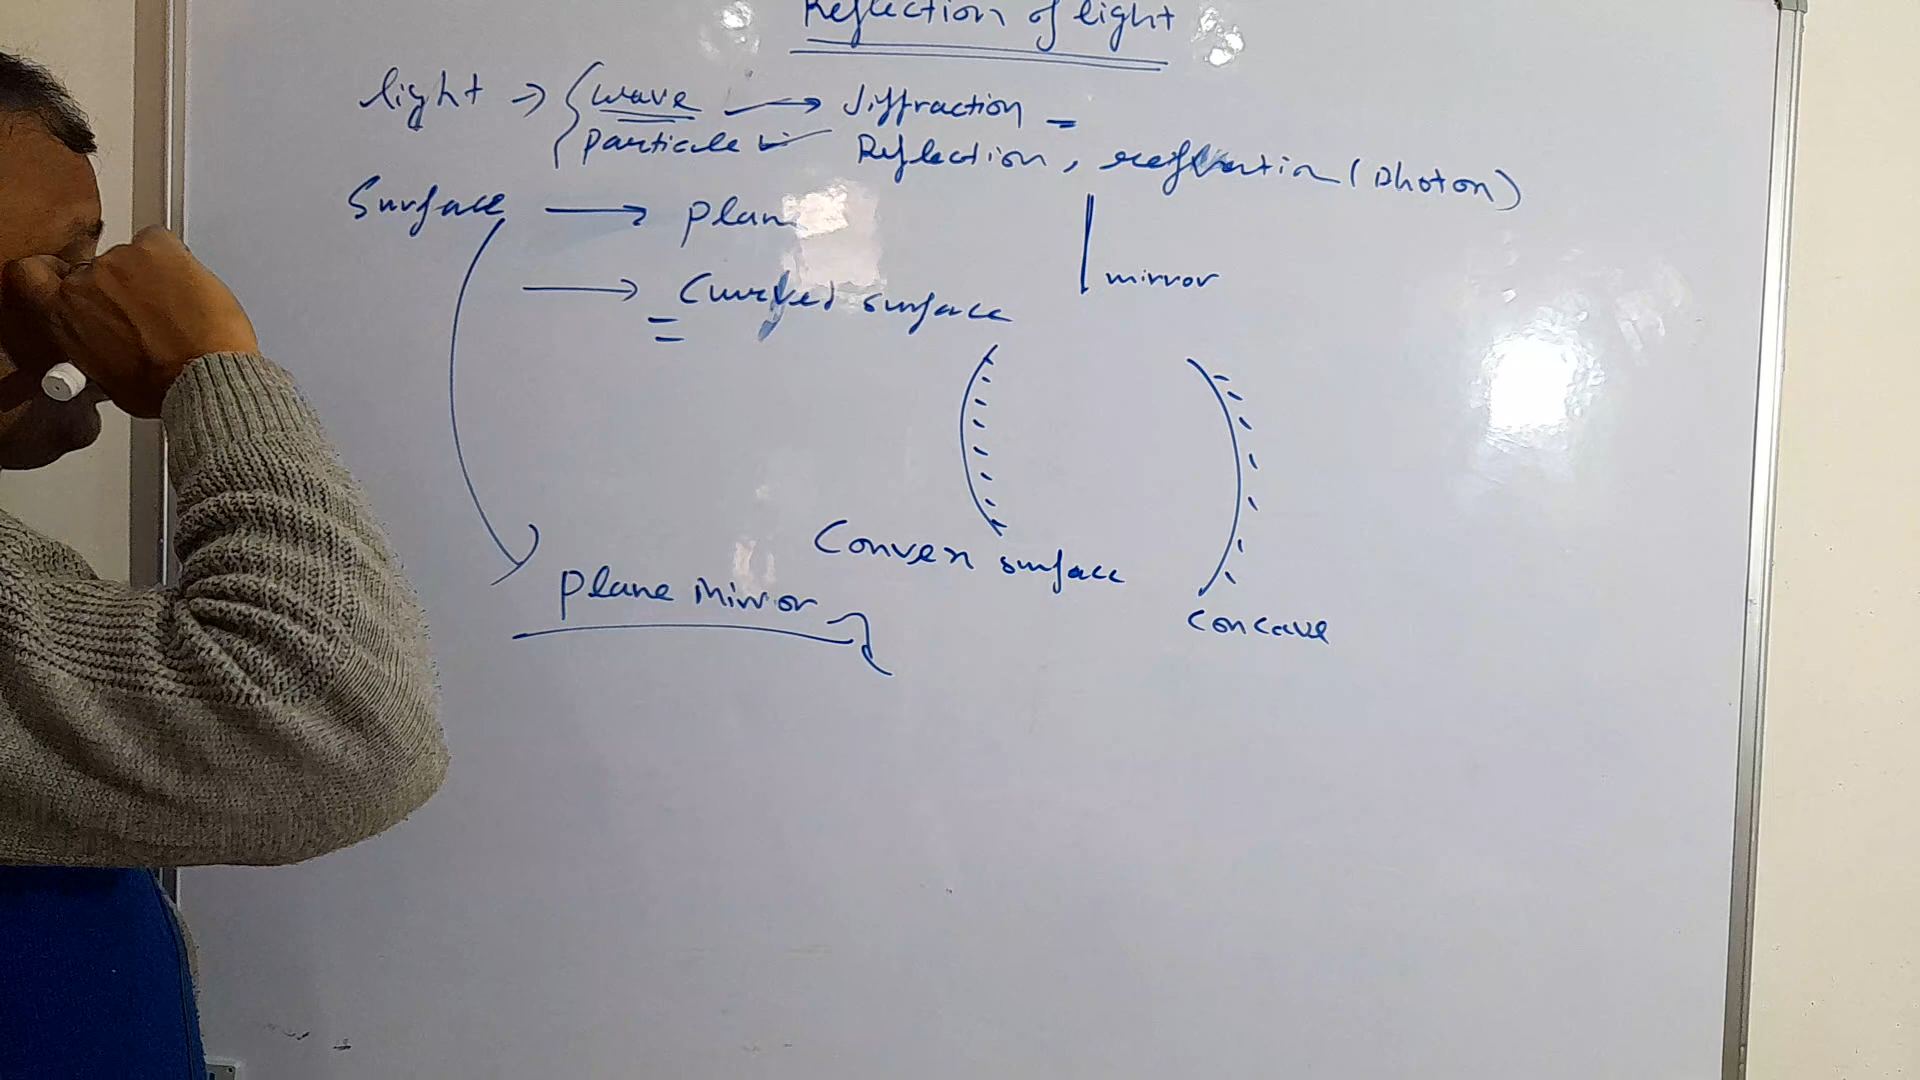 Reflection of light
light → { wave → diffraction =
particle Reflection, refraction (photon)
Surface → plan
mirror
→ Curved surface
Convex surface
plane mirror
concave